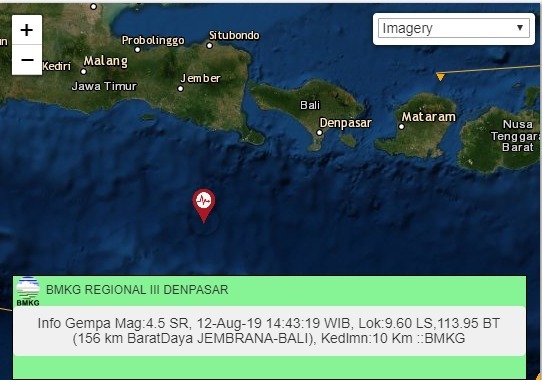 +
−
Imagery
Situbondo
Probolinggo
Malang
Kediri
Jawa Timur
Jember
Bali
Denpasar
Mataram
Nusa
Tenggara
Barat
BMKG
BMKG REGIONAL III DENPASAR
Info Gempa Mag:4.5 SR, 12-Aug-19 14:43:19 WIB, Lok:9.60 LS,113.95 BT
(156 km BaratDaya JEMBRANA-BALI), Kedlmn:10 Km ::BMKG